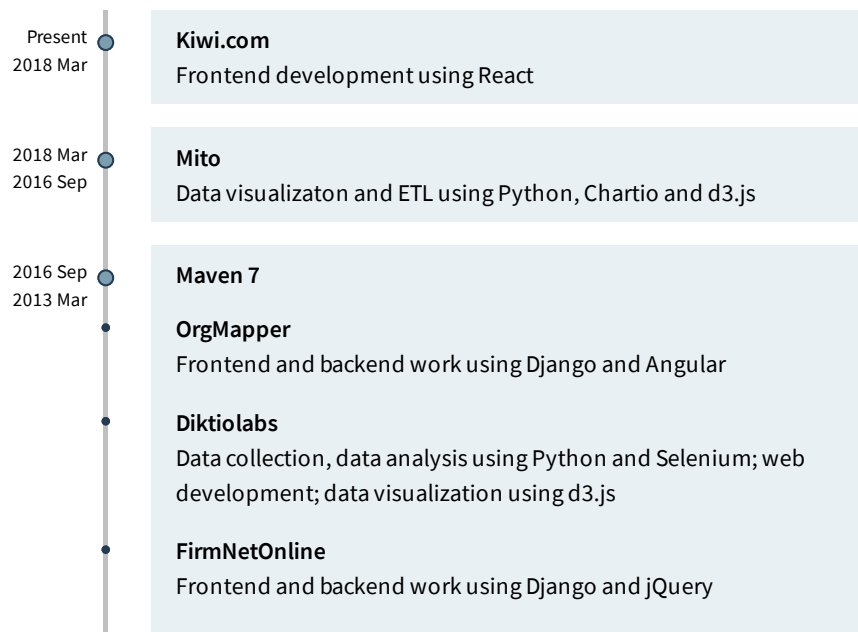 Present
2018 Mar
Kiwi.com
Frontend development using React
2018 Mar
2016 Sep
Mito
Data visualizaton and ETL using Python, Chartio and d3.js
2016 Sep
2013 Mar
Maven 7
OrgMapper
Frontend and backend work using Django and Angular
Diktiolabs
Data collection, data analysis using Python and Selenium; web
development; data visualization using d3.js
FirmNetOnline
Frontend and backend work using Django and jQuery